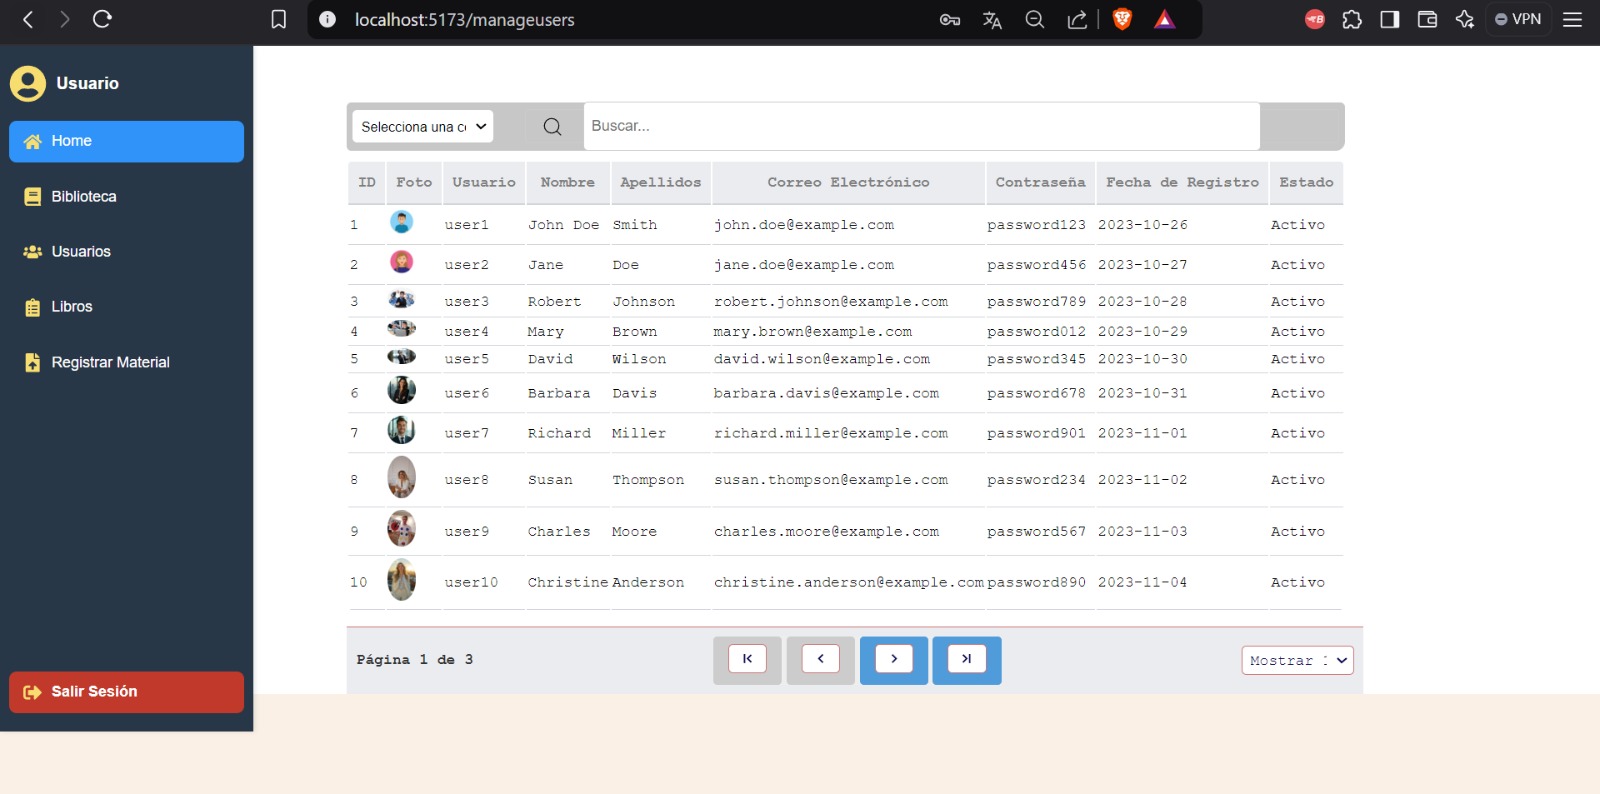 localhost:5173/manageusers
VPN
Usuario
Home
Biblioteca
Usuarios
Libros
Registrar Material
Salir Sesión
Selecciona una
Buscar...
ID Foto Usuario Nombre Apellidos Correo Electrónico Contraseña Fecha de Registro Estado
1 user1 John Doe Smith john.doe@example.com password123 2023-10-26 Activo
2 user2 Jane Doe jane.doe@example.com password456 2023-10-27 Activo
3 user3 Robert Johnson robert.johnson@example.com password789 2023-10-28 Activo
4 user4 Mary Brown mary.brown@example.com password012 2023-10-29 Activo
5 user5 David Wilson david.wilson@example.com password345 2023-10-30 Activo
6 user6 Barbara Davis barbara.davis@example.com password678 2023-10-31 Activo
7 user7 Richard Miller richard.miller@example.com password901 2023-11-01 Activo
8 user8 Susan Thompson susan.thompson@example.com password234 2023-11-02 Activo
9 user9 Charles Moore charles.moore@example.com password567 2023-11-03 Activo
10 user10 Christine Anderson christine.anderson@example.com password890 2023-11-04 Activo
Página 1 de 3
Mostrar